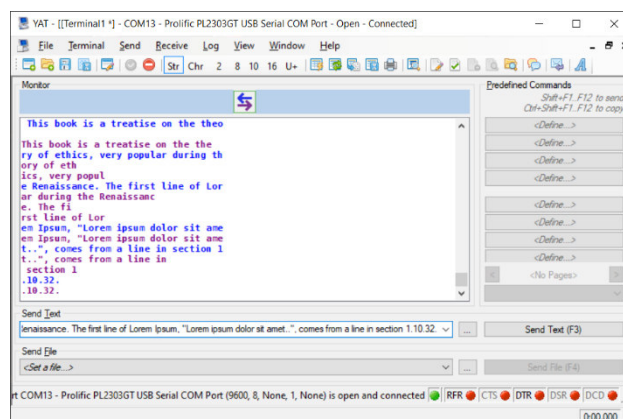 YAT - [[Terminal1 *] - COM13 - Prolific PL2303GT USB Serial COM Port - Open - Connected]
File Terminal Send Receive Log View Window Help
Str Chr 2 8 10 16 U+
Monitor
This book is a treatise on the theo
This book is a treatise on the the
ry of ethics, very popular during th
ory of eth
ics, very popul
e Renaissance. The first line of Lor
ar during the Renaissanc
e. The fi
rst line of Lor
em Ipsum, "Lorem ipsum dolor sit ame
em Ipsum, "Lorem ipsum dolor sit ame
t..", comes from a line in section 1
t..", comes from a line in
section 1
.10.32.
.10.32.
Predefined Commands
Shift+F1..F12 to send
Ctrl+Shift+F1..F12 to copy
<Define...>
<Define...>
<Define...>
<Define...>
<Define...>
<Define...>
<Define...>
<Define...>
< <No Pages> >
Send Text
lenaissance. The first line of Lorem Ipsum, "Lorem ipsum dolor sit amet..", comes from a line in section 1.10.32.
...
Send Text (F3)
Send File
<Set a file...>
...
Send File (F4)
rt COM13 - Prolific PL2303GT USB Serial COM Port (9600, 8, None, 1, None) is open and connected RFR CTS DTR DSR DCD
0:00.000